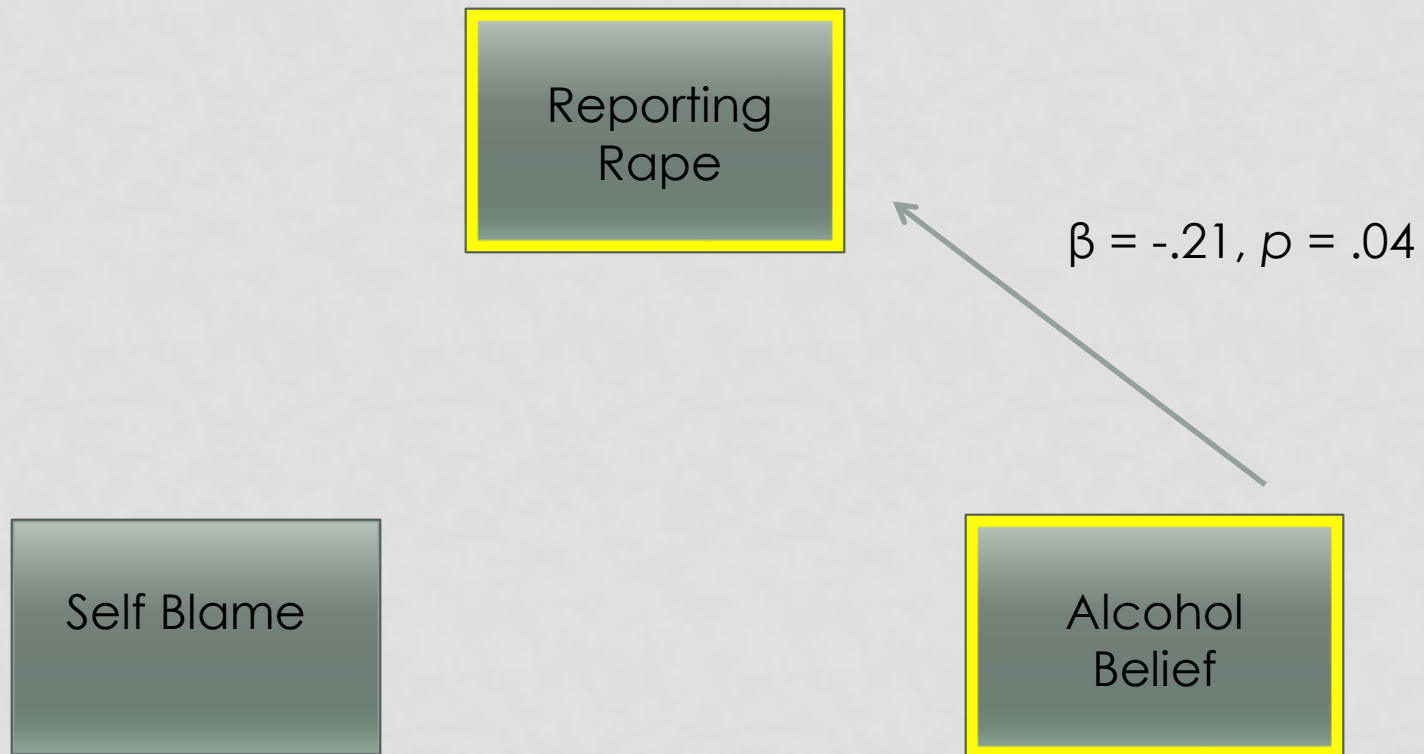 Reporting
Rape
β = -.21, p = .04
Self Blame
Alcohol
Belief